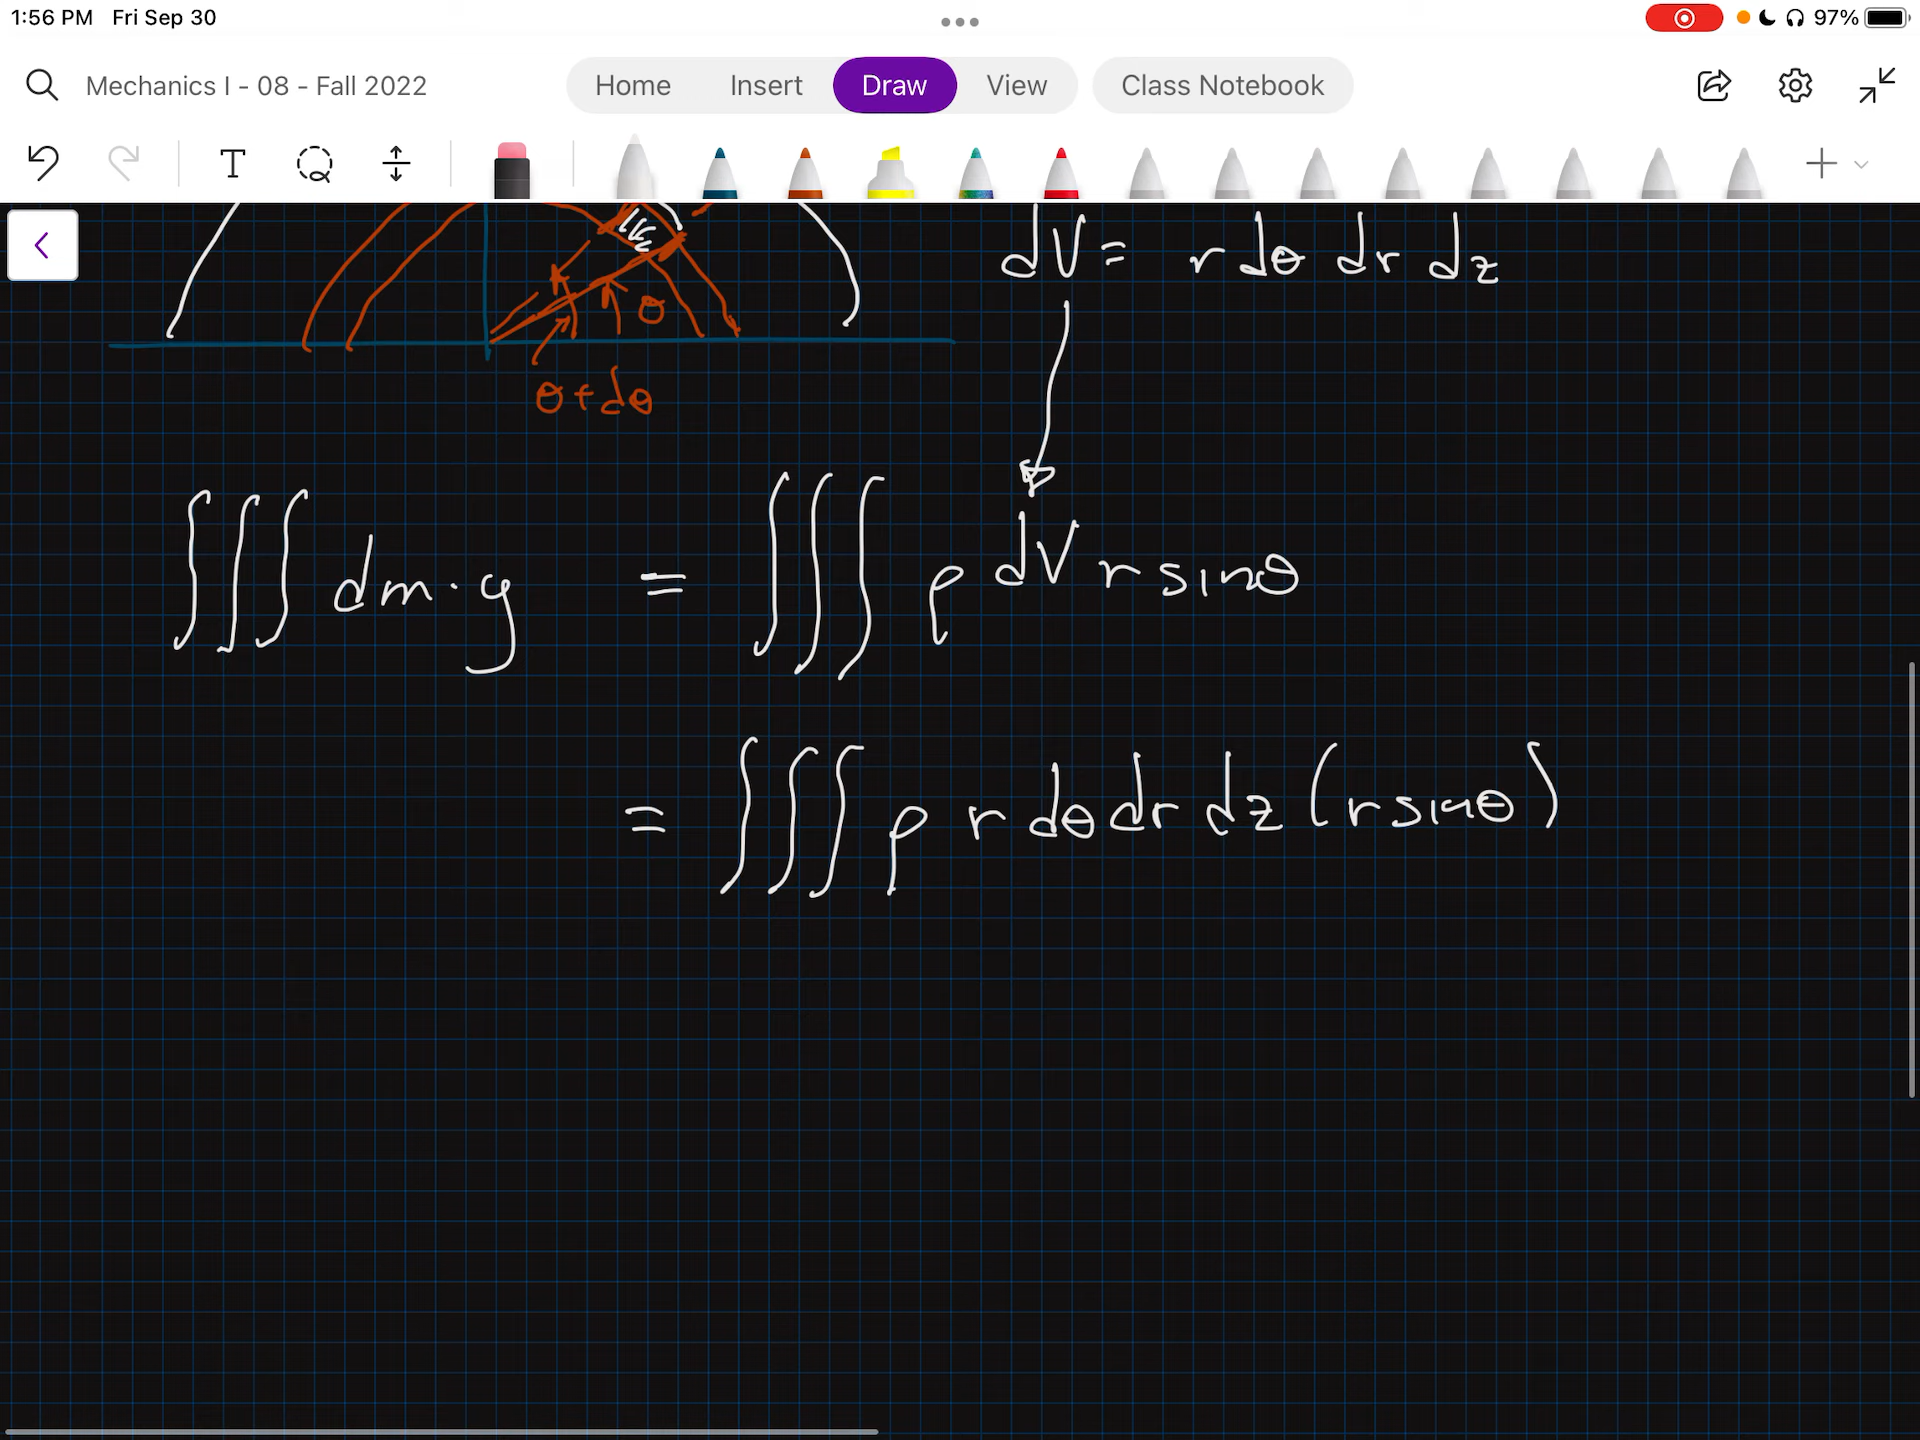 1:56 PM Fri Sep 30 97%
Mechanics I - 08 - Fall 2022 Home Insert Draw View Class Notebook
T
dV = r dθ dr dz
θ
θ + dθ
∭ dm · y = ∭ ρ dV r sinθ
= ∭ ρ r dθ dr dz (r sinθ)